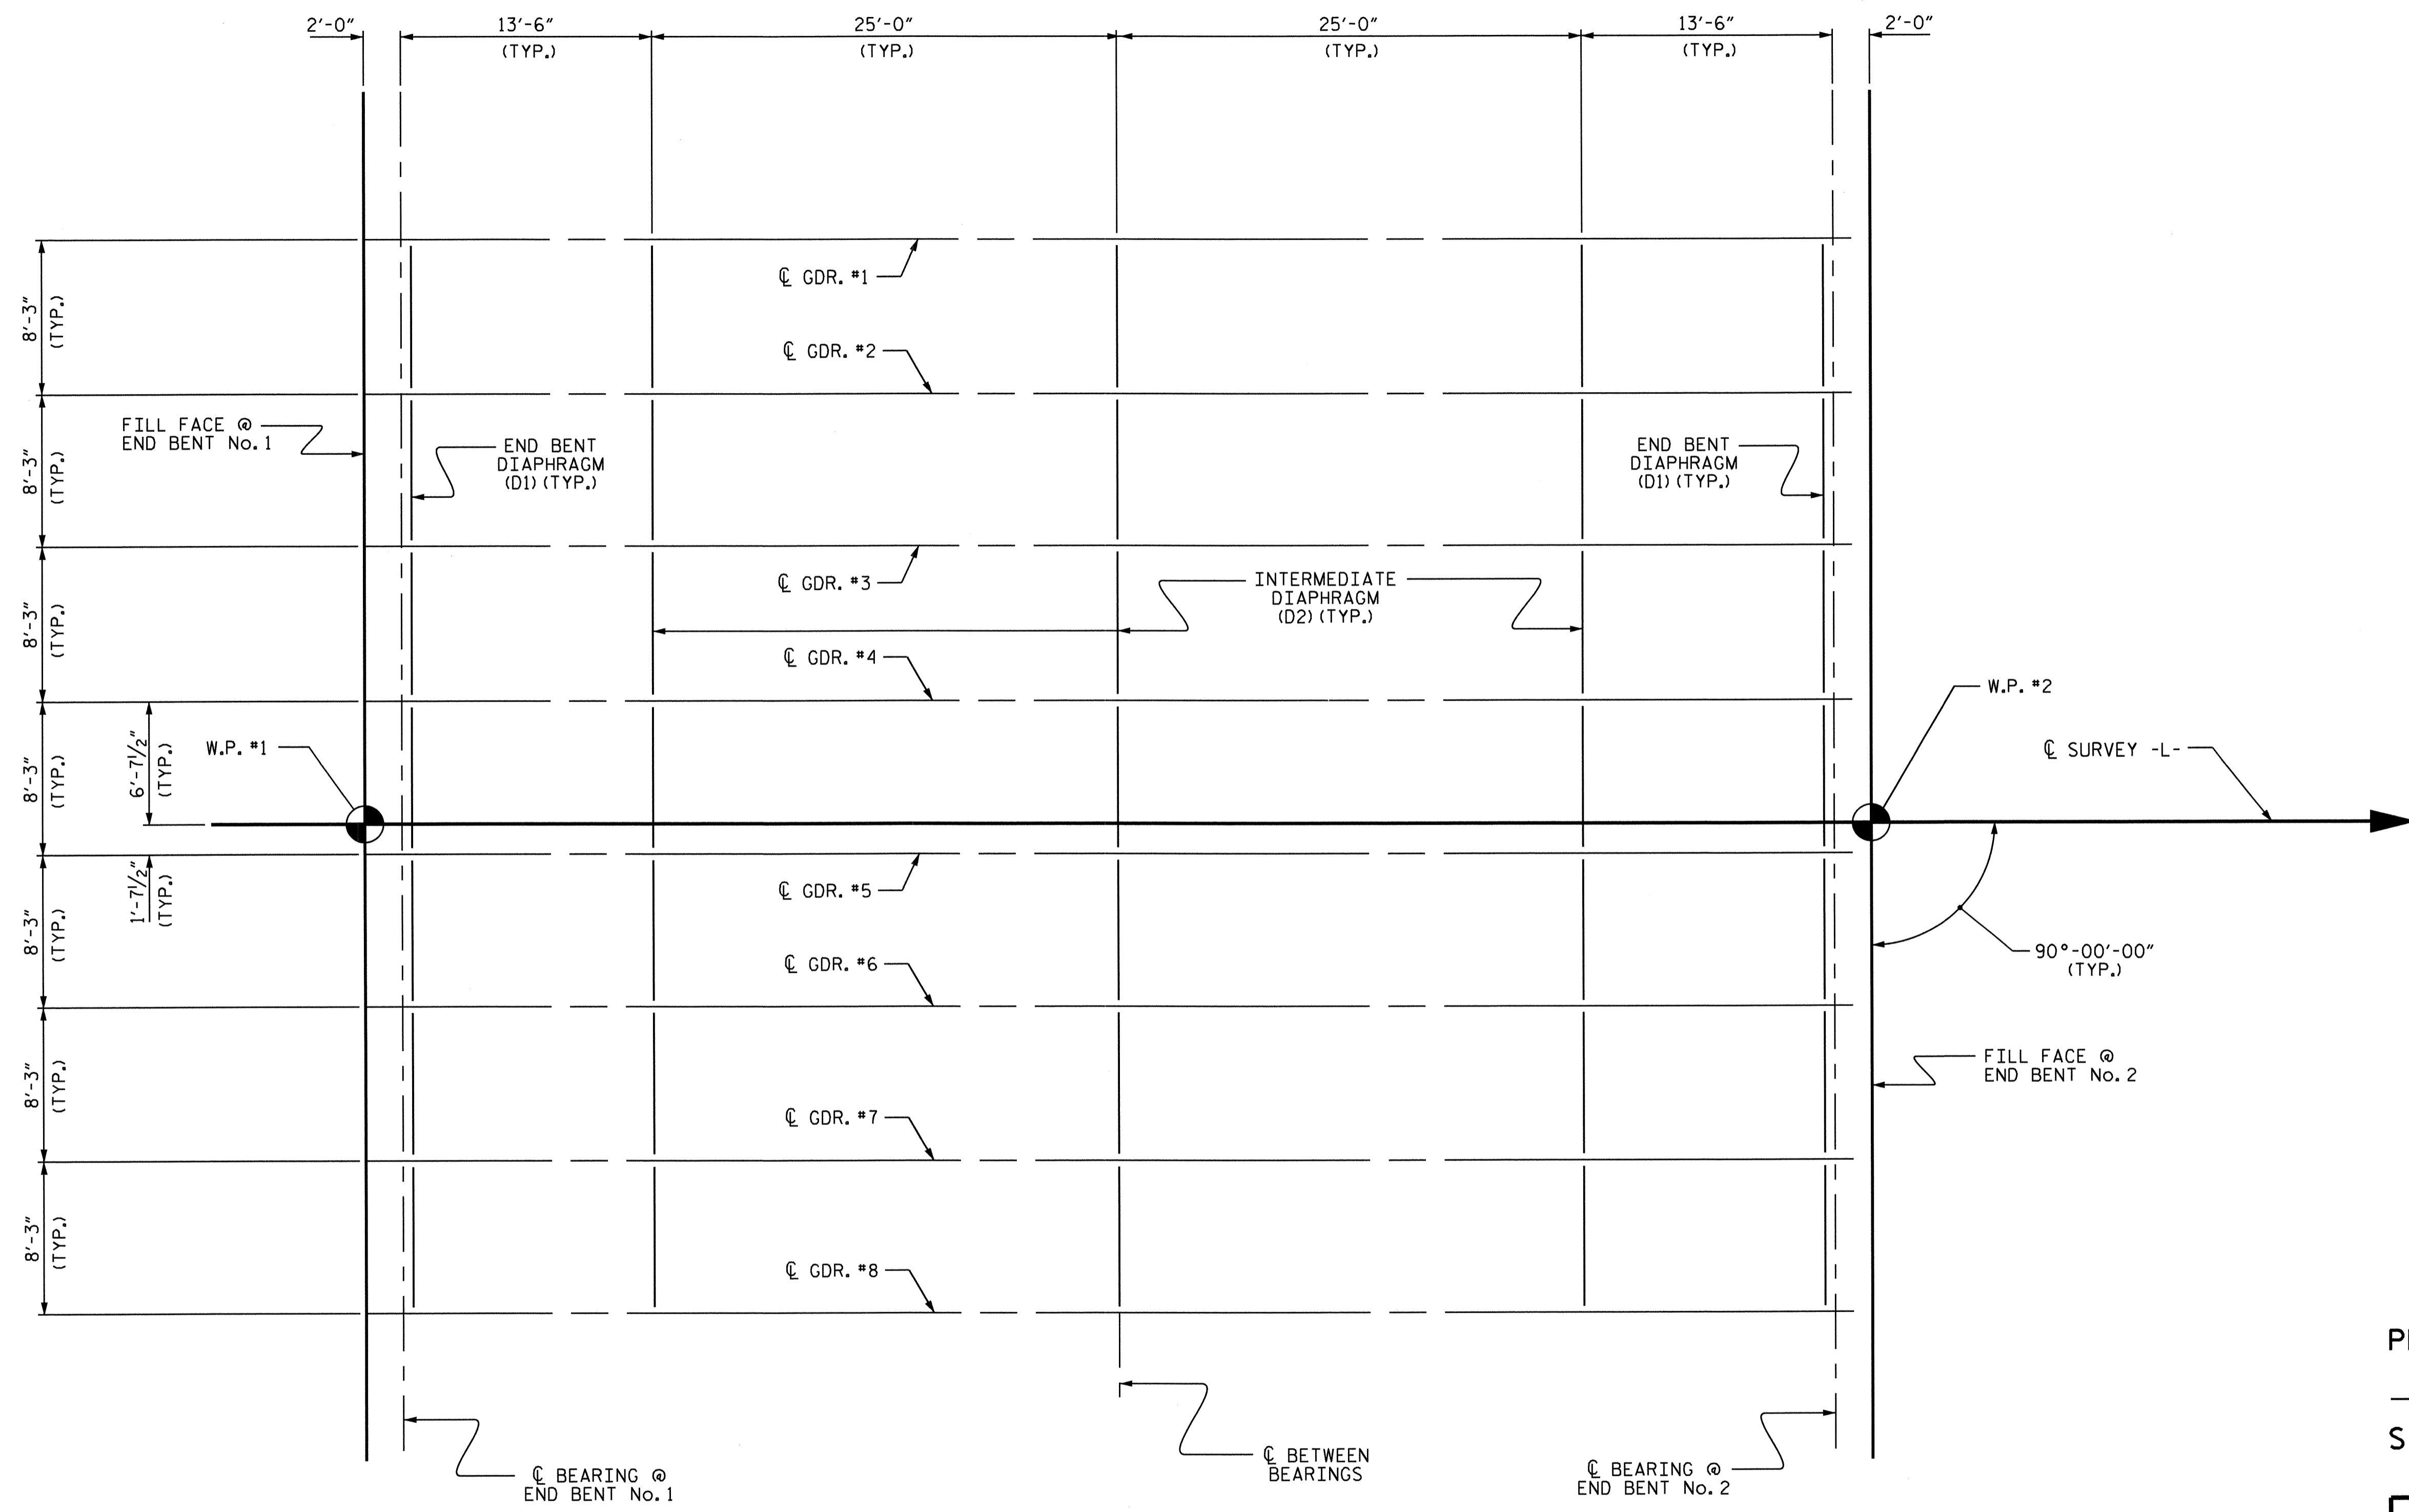 2'-0"
13'-6"
(TYP.)
25'-0"
(TYP.)
25'-0"
(TYP.)
13'-6"
(TYP.)
2'-0"
8'-3"
(TYP.)
℄ GDR. #1
℄ GDR. #2
FILL FACE @
END BENT No. 1
8'-3"
(TYP.)
END BENT
DIAPHRAGM
(D1) (TYP.)
END BENT
DIAPHRAGM
(D1) (TYP.)
℄ GDR. #3
INTERMEDIATE
DIAPHRAGM
(D2) (TYP.)
8'-3"
(TYP.)
℄ GDR. #4
W.P. #2
8'-3"
(TYP.)
6'-7½"
(TYP.)
W.P. #1
℄ SURVEY -L-
1'-7½"
(TYP.)
℄ GDR. #5
8'-3"
(TYP.)
℄ GDR. #6
90°-00'-00"
(TYP.)
8'-3"
(TYP.)
FILL FACE @
END BENT No. 2
℄ GDR. #7
8'-3"
(TYP.)
℄ GDR. #8
℄ BEARING @
END BENT No. 1
℄ BETWEEN
BEARINGS
℄ BEARING @
END BENT No. 2
S